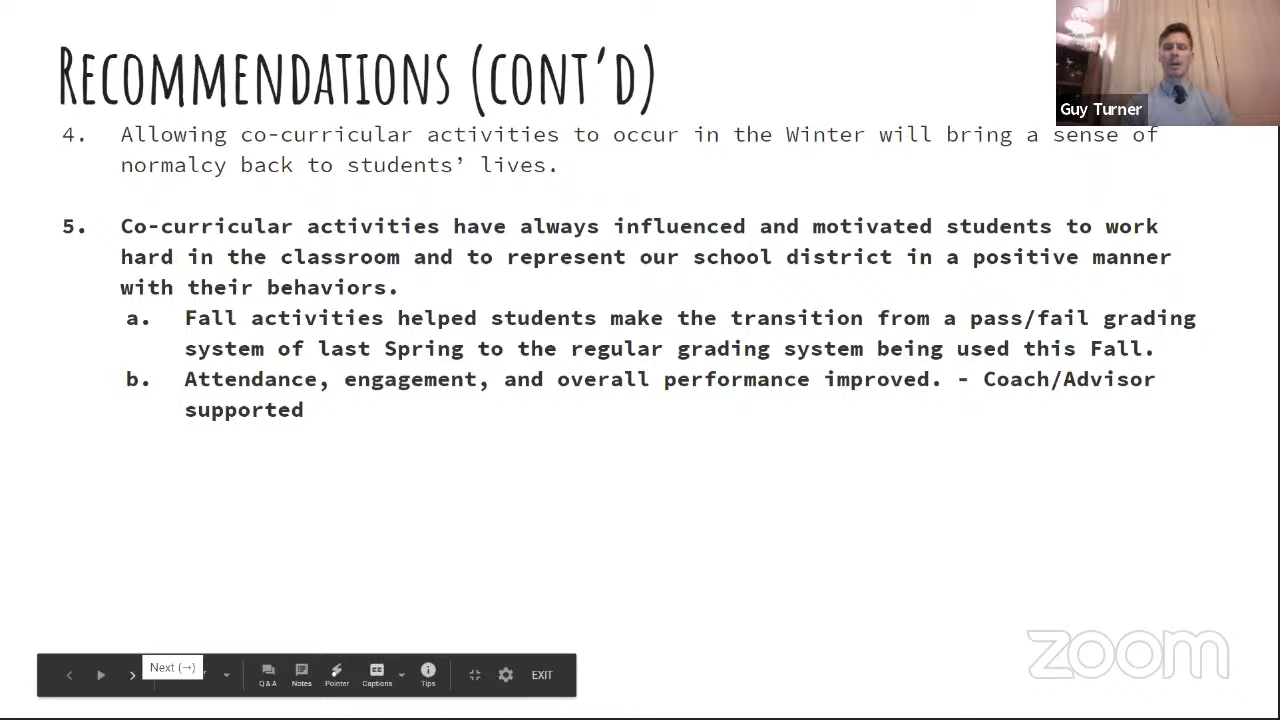 Recommendations (cont’d)
Guy Turner
4. Allowing co-curricular activities to occur in the Winter will bring a sense of
normalcy back to students’ lives.
5. Co-curricular activities have always influenced and motivated students to work
hard in the classroom and to represent our school district in a positive manner
with their behaviors.
a. Fall activities helped students make the transition from a pass/fail grading
system of last Spring to the regular grading system being used this Fall.
b. Attendance, engagement, and overall performance improved. - Coach/Advisor
supported
zoom
Next (→)
Q&A Notes Pointer Captions Tips EXIT